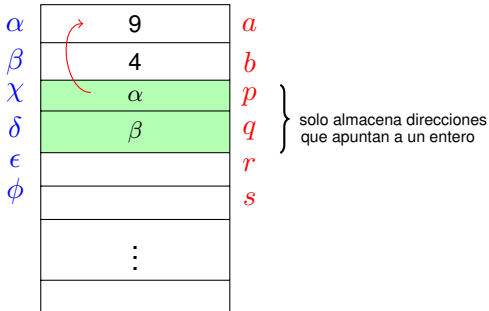 α 9 a
β 4 b
χ α p
δ β q
ϵ r
ϕ s
⋮
solo almacena direcciones
que apuntan a un entero